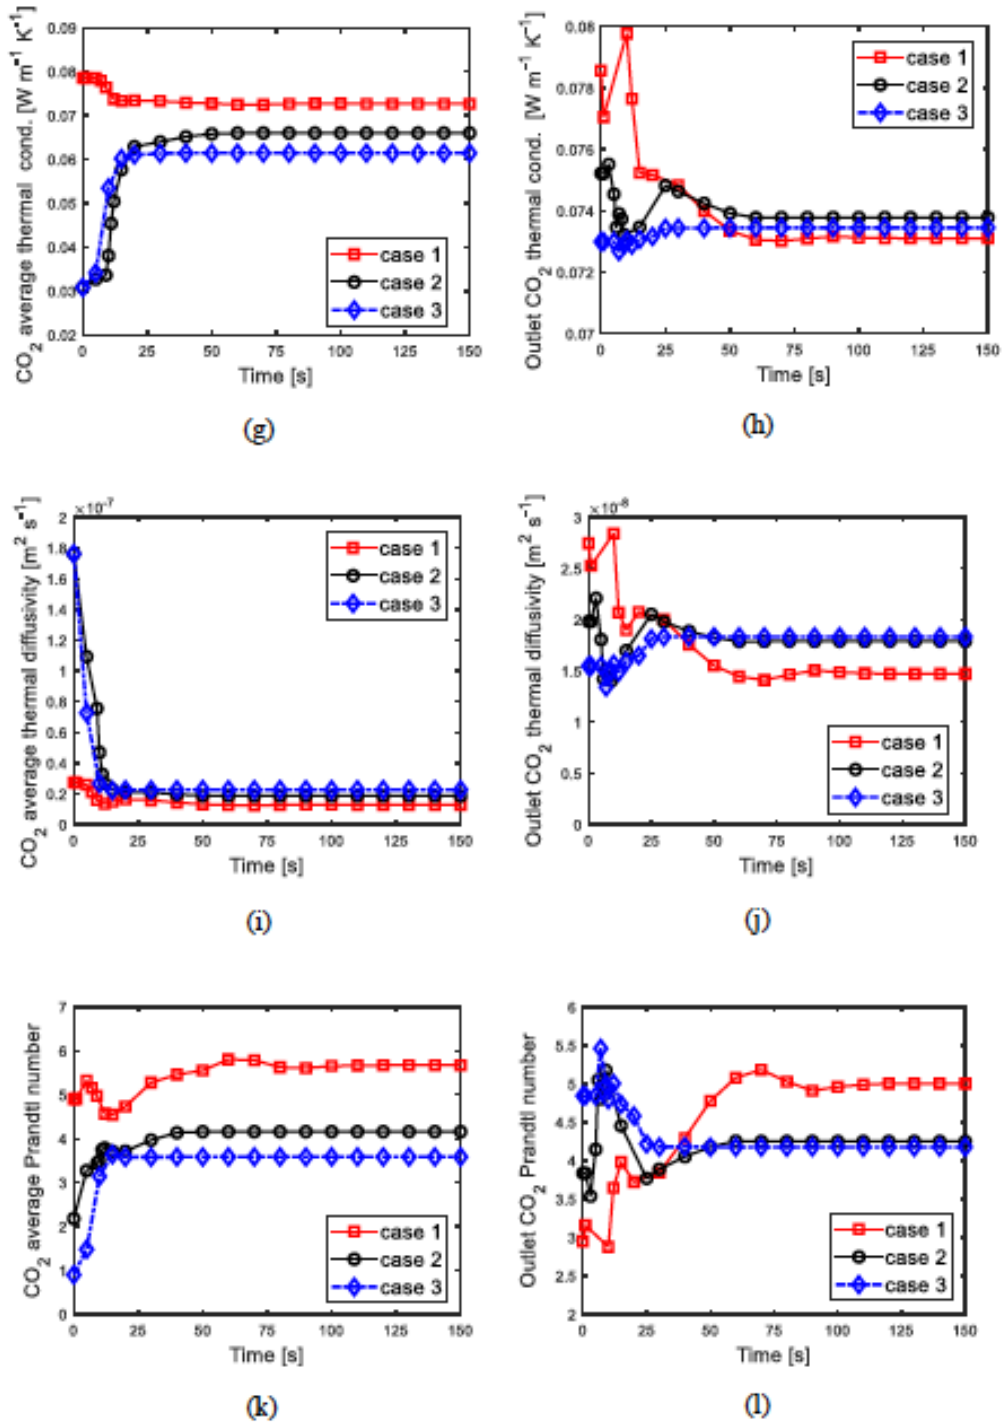 CO₂ average thermal cond. [W m⁻¹ K⁻¹]
0.09
0.08
0.07
0.06
0.05
0.04
0.03
0.02
0 25 50 75 100 125 150
Time [s]
case 1
case 2
case 3
(g)
Outlet CO₂ thermal cond. [W m⁻¹ K⁻¹]
0.08
0.078
0.076
0.074
0.072
0.07
0 25 50 75 100 125 150
Time [s]
case 1
case 2
case 3
(h)
CO₂ average thermal diffusivity [m² s⁻¹]
×10⁻⁷
2
1.8
1.6
1.4
1.2
1
0.8
0.6
0.4
0.2
0
0 25 50 75 100 125 150
Time [s]
case 1
case 2
case 3
(i)
Outlet CO₂ thermal diffusivity [m² s⁻¹]
×10⁻⁸
3
2.5
2
1.5
1
0.5
0
0 25 50 75 100 125 150
Time [s]
case 1
case 2
case 3
(j)
CO₂ average Prandtl number
7
6
5
4
3
2
1
0
0 25 50 75 100 125 150
Time [s]
case 1
case 2
case 3
(k)
Outlet CO₂ Prandtl number
6
5.5
5
4.5
4
3.5
3
2.5
2
0 25 50 75 100 125 150
Time [s]
case 1
case 2
case 3
(l)